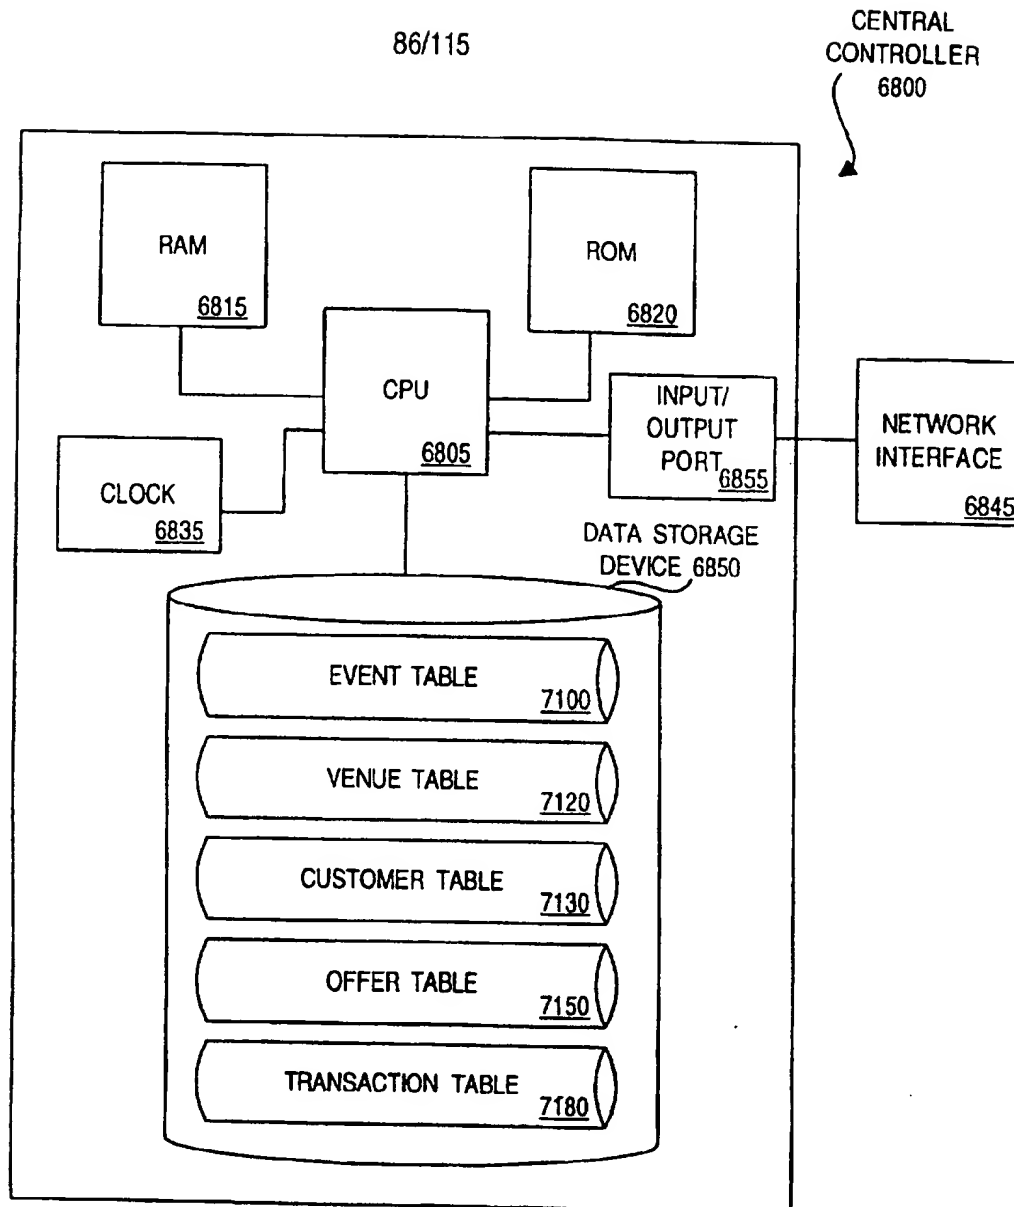 86/115
CENTRAL
CONTROLLER
6800
RAM
6815
ROM
6820
CPU
6805
INPUT/
OUTPUT
PORT
6855
NETWORK
INTERFACE
6845
CLOCK
6835
DATA STORAGE
DEVICE 6850
EVENT TABLE
7100
VENUE TABLE
7120
CUSTOMER TABLE
7130
OFFER TABLE
7150
TRANSACTION TABLE
7180